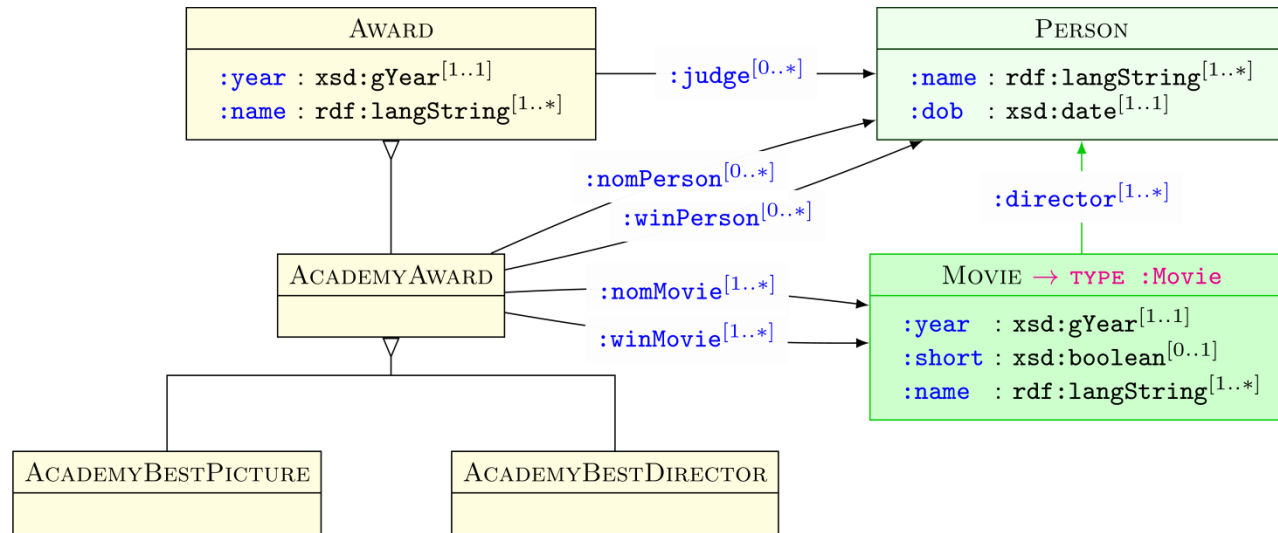 AWARD
:year : xsd:gYear[1..1]
:name : rdf:langString[1..*]
:judge[0..*]
PERSON
:name : rdf:langString[1..*]
:dob : xsd:date[1..1]
:nomPerson[0..*]
:winPerson[0..*]
:director[1..*]
ACADEMYAWARD
:nomMovie[1..*]
:winMovie[1..*]
MOVIE → TYPE :Movie
:year : xsd:gYear[1..1]
:short : xsd:boolean[0..1]
:name : rdf:langString[1..*]
ACADEMYBESTPICTURE
ACADEMYBESTDIRECTOR